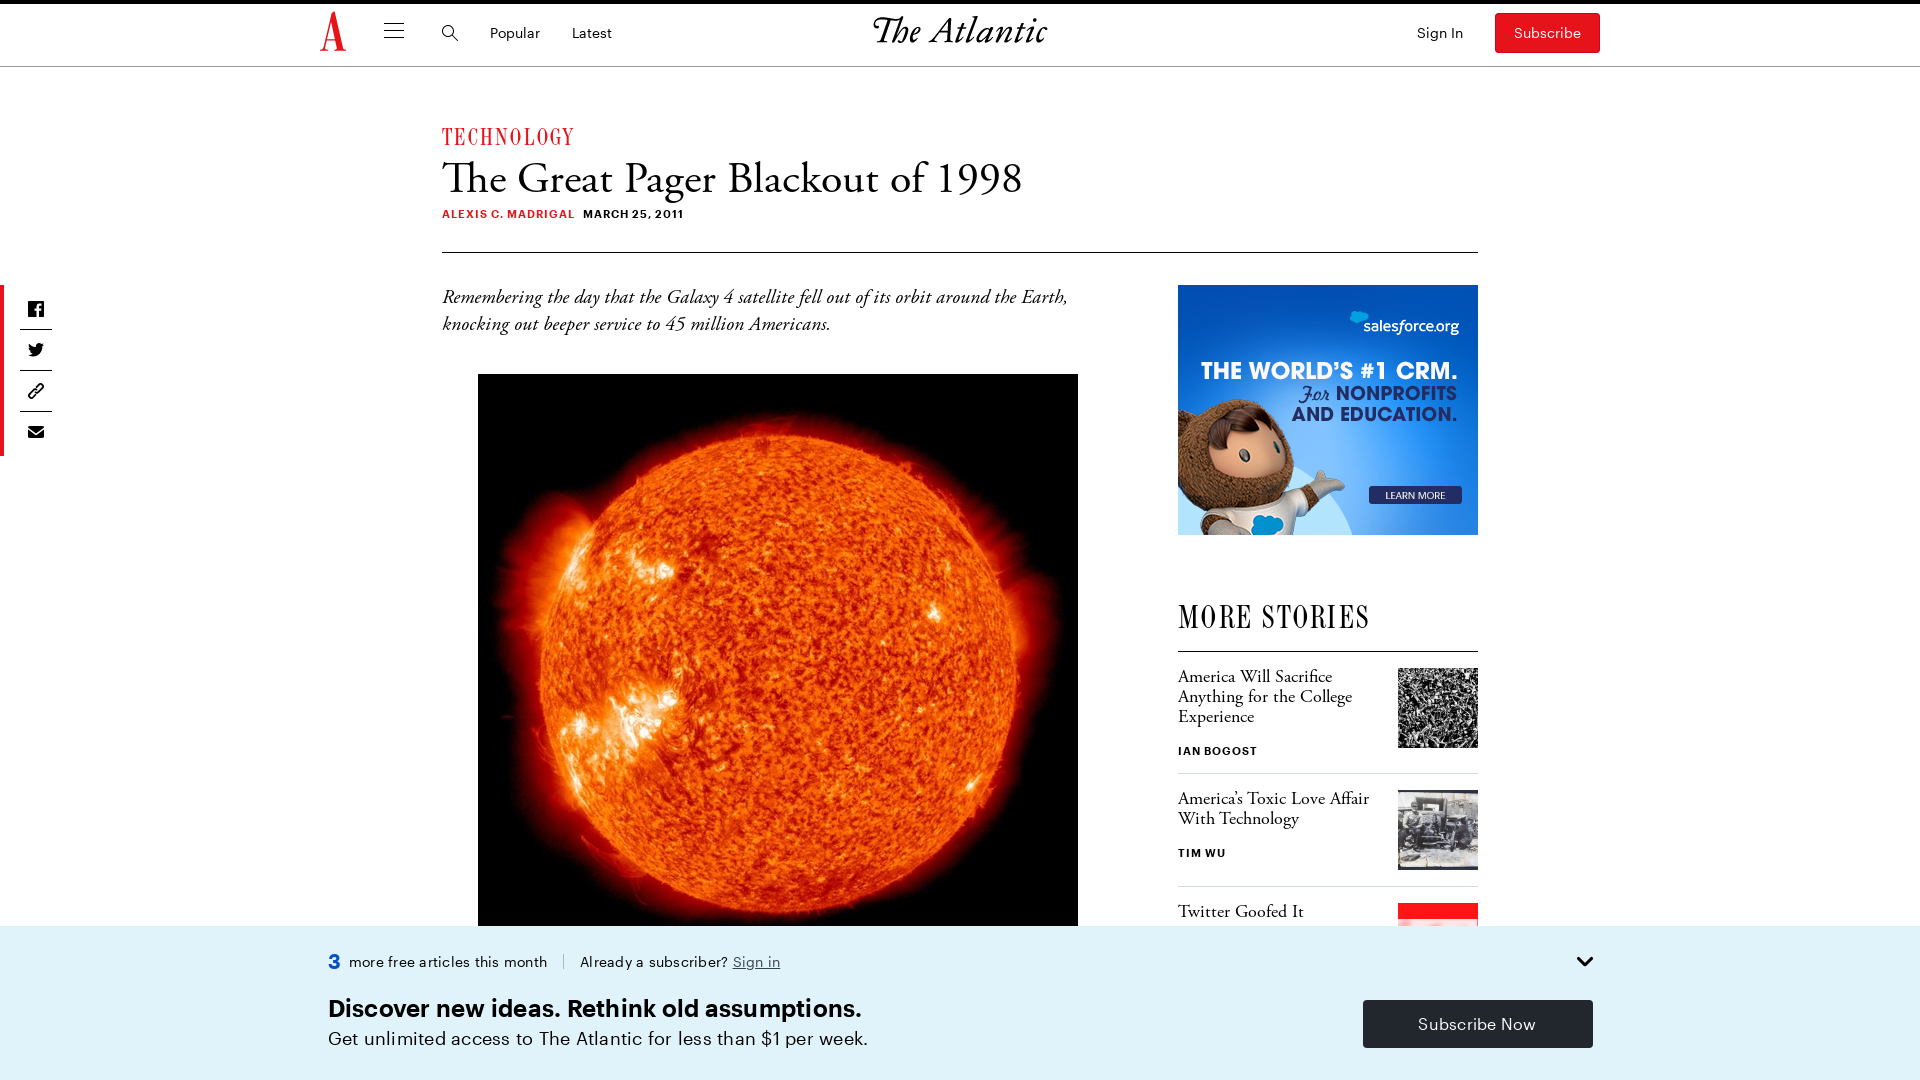 A
Popular
Latest
The Atlantic
Sign In
Subscribe
TECHNOLOGY
The Great Pager Blackout of 1998
ALEXIS C. MADRIGAL MARCH 25, 2011
Remembering the day that the Galaxy 4 satellite fell out of its orbit around the Earth,
knocking out beeper service to 45 million Americans.
salesforce.org
THE WORLD'S #1 CRM.
For NONPROFITS
AND EDUCATION.
LEARN MORE
MORE STORIES
America Will Sacrifice
Anything for the College
Experience
IAN BOGOST
America's Toxic Love Affair
With Technology
TIM WU
Twitter Goofed It
3 more free articles this month
Already a subscriber? Sign in
Discover new ideas. Rethink old assumptions.
Get unlimited access to The Atlantic for less than $1 per week.
Subscribe Now